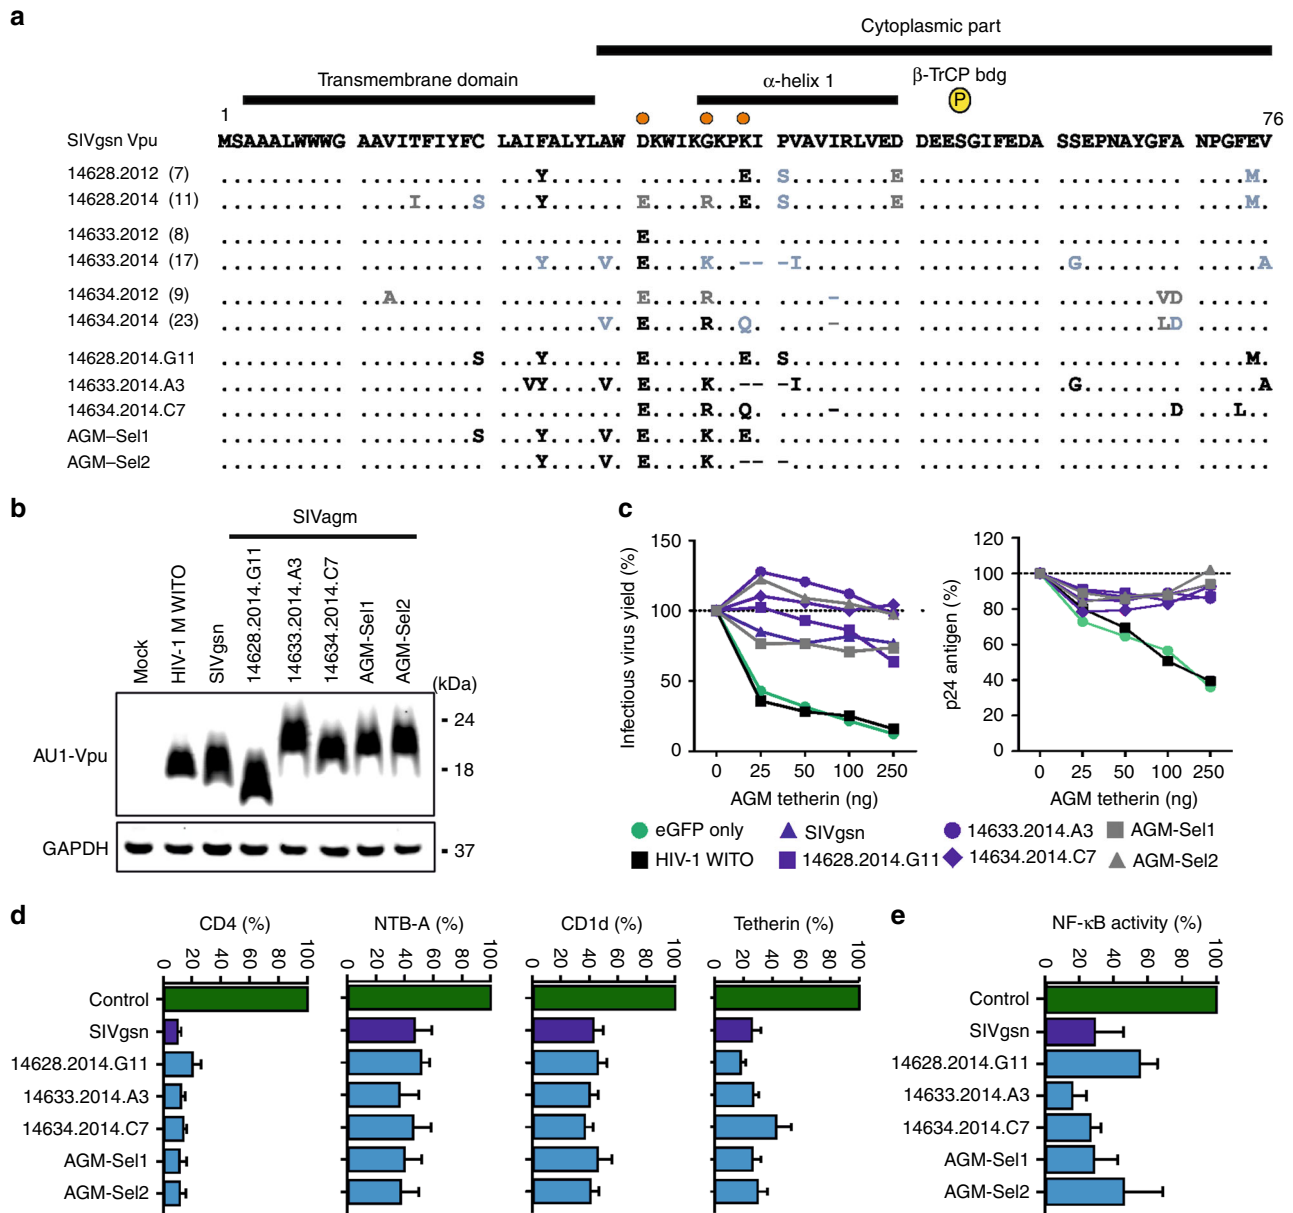 a
Cytoplasmic part
Transmembrane domain
α-helix 1
β-TrCP bdg
P
1
76
SIVgsn Vpu MSAAALWWWG AAVITFIYFC LAIFALYLAW DKWIKGKPKI PVAVIRLVED DEESGIFEDA SSEPNAYGFA NPGFEV
14628.2012 (7) .......... .......... ...Y...... ........E. S........E .......... .......... ....M.
14628.2014 (11) .......... ....I....S ...Y...... E....R..E. S........E .......... .......... ....M.
14633.2012 (8) .......... .......... .......... E......... .......... .......... .......... ......
14633.2014 (17) .......... .......... ...Y....V. E....K..-- -I........ .......... .G........ .....A
14634.2012 (9) .......... ..A....... .......... E....R.... ....-..... .......... ........VD ......
14634.2014 (23) .......... .......... ........V. E....R..Q. ....-..... .......... ........LD ......
14628.2014.G11 .......... .........S ...Y...... E.......E. S......... .......... .......... ....M.
14633.2014.A3 .......... .......... ..VY....V. E....K..-- -I........ .......... .G........ .....A
14634.2014.C7 .......... .......... .......... E....R..Q. ....-..... .......... .........D ...L..
AGM–Sel1 .......... .........S ...Y....V. E....K..E. .......... .......... .......... ......
AGM–Sel2 .......... .......... ...Y....V. E....K..-- -......... .......... .......... ......
b
SIVagm
Mock
HIV-1 M WITO
SIVgsn
14628.2014.G11
14633.2014.A3
14634.2014.C7
AGM-Sel1
AGM-Sel2
(kDa)
24
AU1-Vpu
18
GAPDH
37
c
Infectious virus yield (%)
150
100
50
0
0 25 50 100 250
AGM tetherin (ng)
p24 antigen (%)
120
100
80
60
40
20
0
0 25 50 100 250
AGM tetherin (ng)
eGFP only
SIVgsn
14633.2014.A3
AGM-Sel1
HIV-1 WITO
14628.2014.G11
14634.2014.C7
AGM-Sel2
d
CD4 (%) NTB-A (%) CD1d (%) Tetherin (%)
0 20 40 60 80 100
0 20 40 60 80 100
0 20 40 60 80 100
0 20 40 60 80 100
Control
SIVgsn
14628.2014.G11
14633.2014.A3
14634.2014.C7
AGM-Sel1
AGM-Sel2
e
NF-κB activity (%)
0 20 40 60 80 1
Control
SIVgsn
14628.2014.G11
14633.2014.A3
14634.2014.C7
AGM-Sel1
AGM-Sel2